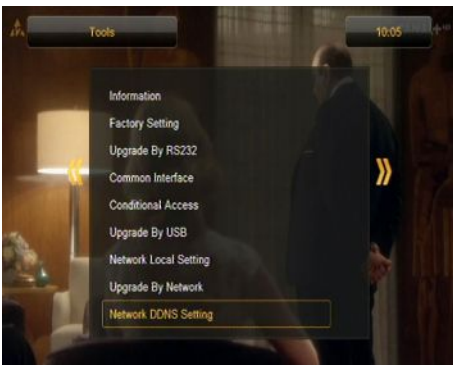 Tools
10:05
Information
Factory Setting
Upgrade By RS232
Common Interface
Conditional Access
Upgrade By USB
Network Local Setting
Upgrade By Network
Network DDNS Setting